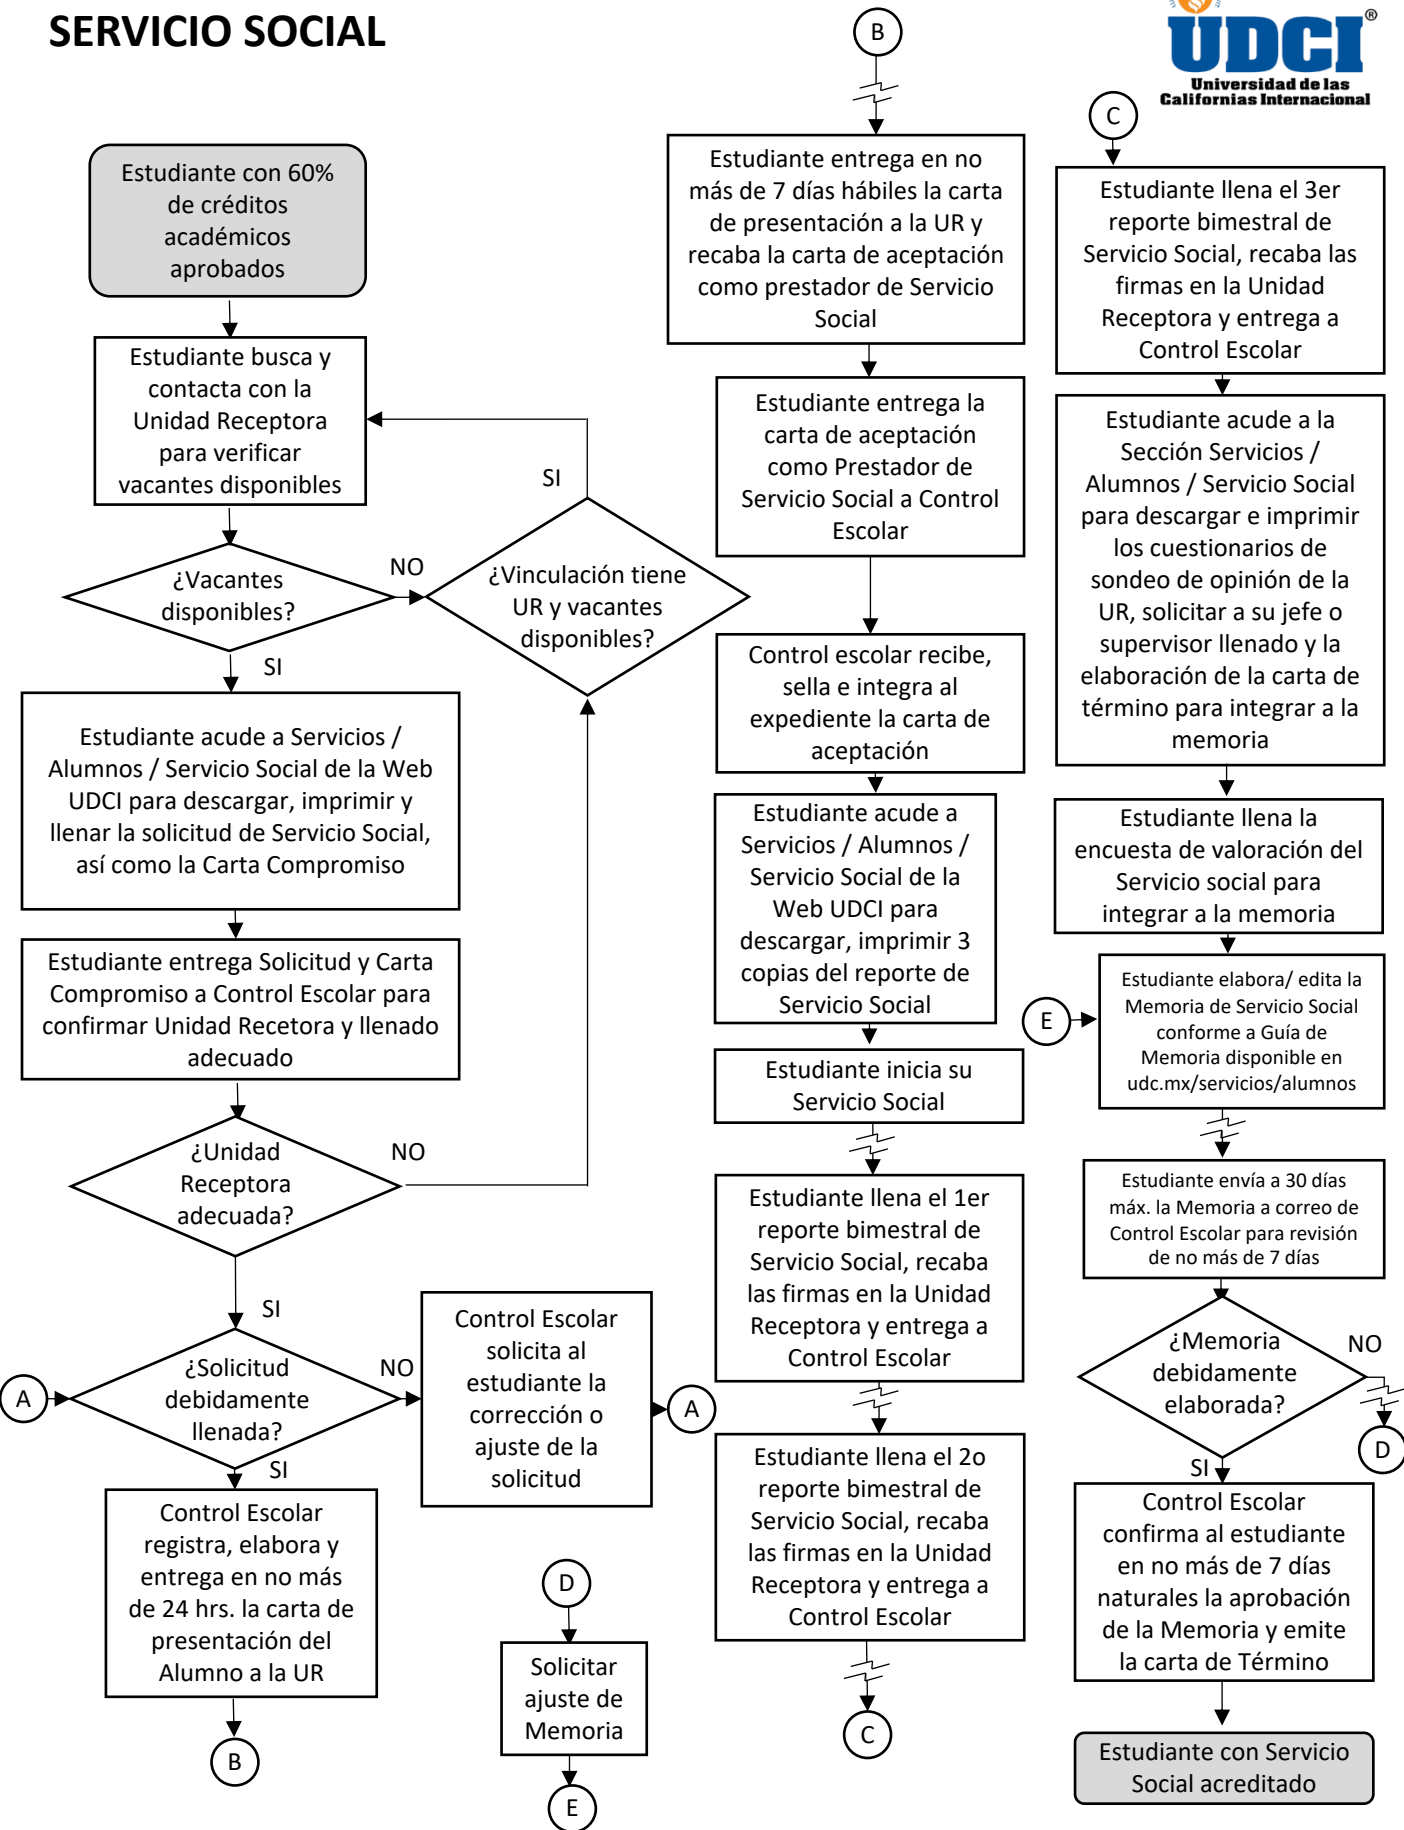 SERVICIO SOCIAL
UDCI®
Universidad de las
Californias Internacional
Estudiante con 60%
de créditos
académicos
aprobados
Estudiante busca y
contacta con la
Unidad Receptora
para verificar
vacantes disponibles
¿Vacantes
disponibles?
NO
SI
¿Vinculación tiene
UR y vacantes
disponibles?
SI
Estudiante acude a Servicios /
Alumnos / Servicio Social de la Web
UDCI para descargar, imprimir y
llenar la solicitud de Servicio Social,
así como la Carta Compromiso
Estudiante entrega Solicitud y Carta
Compromiso a Control Escolar para
confirmar Unidad Recetora y llenado
adecuado
¿Unidad
Receptora
adecuada?
NO
SI
A
¿Solicitud
debidamente
llenada?
NO
SI
Control Escolar
solicita al
estudiante la
corrección o
ajuste de la
solicitud
A
Control Escolar
registra, elabora y
entrega en no más
de 24 hrs. la carta de
presentación del
Alumno a la UR
B
D
Solicitar
ajuste de
Memoria
E
B
Estudiante entrega en no
más de 7 días hábiles la carta
de presentación a la UR y
recaba la carta de aceptación
como prestador de Servicio
Social
Estudiante entrega la
carta de aceptación
como Prestador de
Servicio Social a Control
Escolar
Control escolar recibe,
sella e integra al
expediente la carta de
aceptación
Estudiante acude a
Servicios / Alumnos /
Servicio Social de la
Web UDCI para
descargar, imprimir 3
copias del reporte de
Servicio Social
Estudiante inicia su
Servicio Social
Estudiante llena el 1er
reporte bimestral de
Servicio Social, recaba
las firmas en la Unidad
Receptora y entrega a
Control Escolar
Estudiante llena el 2o
reporte bimestral de
Servicio Social, recaba
las firmas en la Unidad
Receptora y entrega a
Control Escolar
C
C
Estudiante llena el 3er
reporte bimestral de
Servicio Social, recaba las
firmas en la Unidad
Receptora y entrega a
Control Escolar
Estudiante acude a la
Sección Servicios /
Alumnos / Servicio Social
para descargar e imprimir
los cuestionarios de
sondeo de opinión de la
UR, solicitar a su jefe o
supervisor llenado y la
elaboración de la carta de
término para integrar a la
memoria
Estudiante llena la
encuesta de valoración del
Servicio social para
integrar a la memoria
E
Estudiante elabora/ edita la
Memoria de Servicio Social
conforme a Guía de
Memoria disponible en
udc.mx/servicios/alumnos
Estudiante envía a 30 días
máx. la Memoria a correo de
Control Escolar para revisión
de no más de 7 días
¿Memoria
debidamente
elaborada?
NO
D
SI
Control Escolar
confirma al estudiante
en no más de 7 días
naturales la aprobación
de la Memoria y emite
la carta de Término
Estudiante con Servicio
Social acreditado